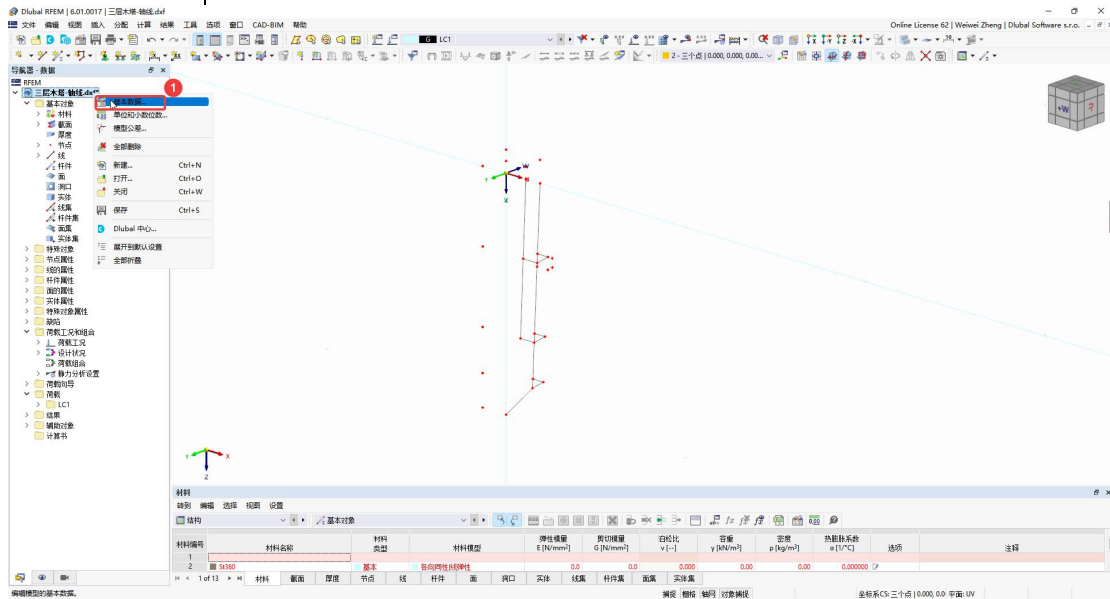 Dlubal RFEM | 6.01.0017 | 三层木塔-轴线.dxf
文件 编辑 视图 插入 分配 计算 结果 工具 选项 窗口 CAD-BIM 帮助
Online License 62 | Weiwei Zheng | Dlubal Software s.r.o.
G LC1
2 - 三个点 | 0.000, 0.000, 0.00...
导航器 - 数据
RFEM
三层木塔-轴线.dxf*
1
基本对象
材料
截面
厚度
节点
线
杆件
面
洞口
实体
线集
杆件集
面集
实体集
特殊对象
节点属性
线的属性
杆件属性
面的属性
实体属性
特殊对象属性
缺陷
荷载工况和组合
荷载工况
设计状况
荷载组合
静力分析设置
荷载向导
荷载
LC1
结果
辅助对象
计算书
基本数据...
单位和小数位数...
模型公差...
全部删除
新建... Ctrl+N
打开... Ctrl+O
关闭 Ctrl+W
保存 Ctrl+S
Dlubal 中心...
展开到默认设置
全部折叠
W
Y
+W ?
Y X
Z
材料
转到 编辑 选择 视图 设置
结构 基本对象
材料编号 材料名称 材料类型 材料模型 弹性模量 E [N/mm²] 剪切模量 G [N/mm²] 泊松比 ν [--] 容重 γ [kN/m³] 密度 ρ [kg/m³] 热膨胀系数 α [1/°C] 选项 注释
1
2 St360 基本 各向同性|线弹性 0.0 0.0 0.000 0.00 0.00 0.000000
1 of 13 材料 截面 厚度 节点 线 杆件 面 洞口 实体 线集 杆件集 面集 实体集
编辑模型的基本数据。 捕捉 栅格 轴网 对象捕捉 坐标系CS: 三个点 | 0.000, 0.0 平面: UV